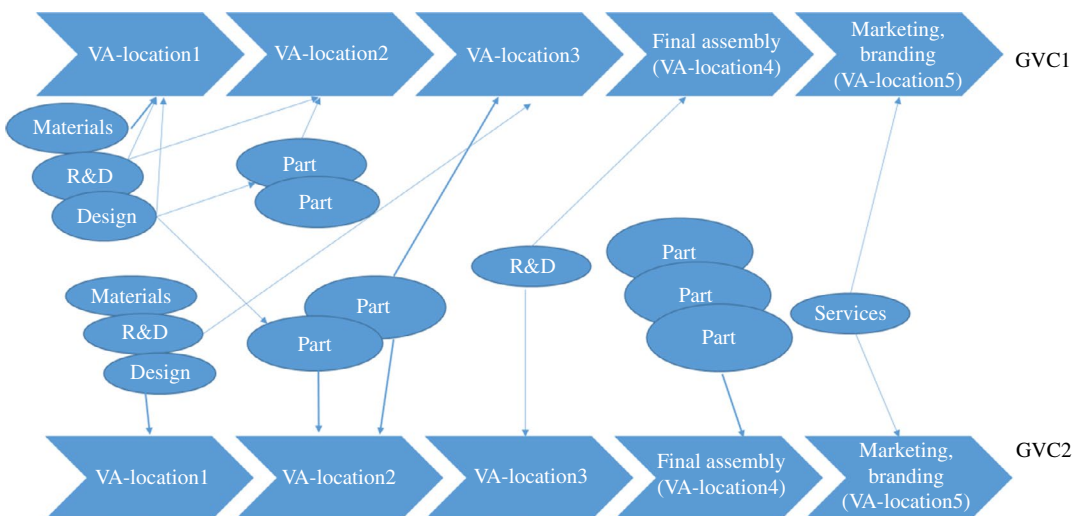 VA-location1
VA-location2
VA-location3
Final assembly
(VA-location4)
Marketing,
branding
(VA-location5)
GVC1
Materials
R&D
Design
Part
Part
Materials
R&D
Design
Part
Part
R&D
Part
Part
Part
Services
VA-location1
VA-location2
VA-location3
Final assembly
(VA-location4)
Marketing,
branding
(VA-location5)
GVC2